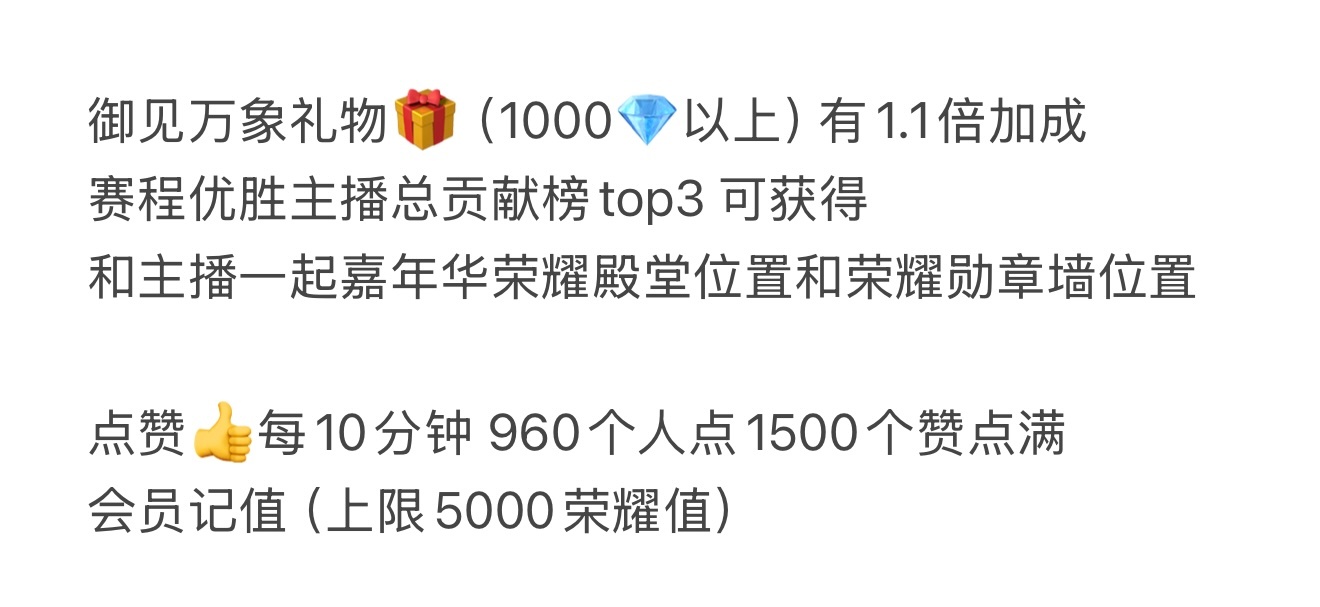 御见万象礼物🎁（1000💎以上）有1.1倍加成
赛程优胜主播总贡献榜top3 可获得
和主播一起嘉年华荣耀殿堂位置和荣耀勋章墙位置
点赞👍每10分钟 960个人点1500个赞点满
会员记值（上限5000荣耀值）